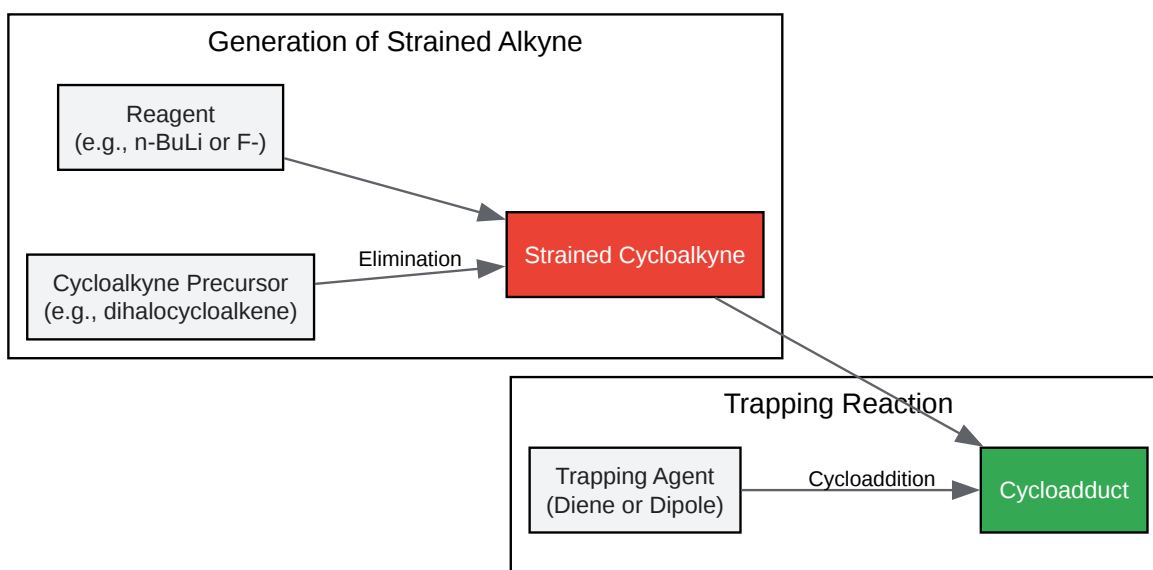 Generation of Strained Alkyne
Reagent
(e.g., n-BuLi or F-)
Elimination
Strained Cycloalkyne
Cycloalkyne Precursor
(e.g., dihalocycloalkene)
Trapping Reaction
Trapping Agent
(Diene or Dipole)
Cycloaddition
Cycloadduct